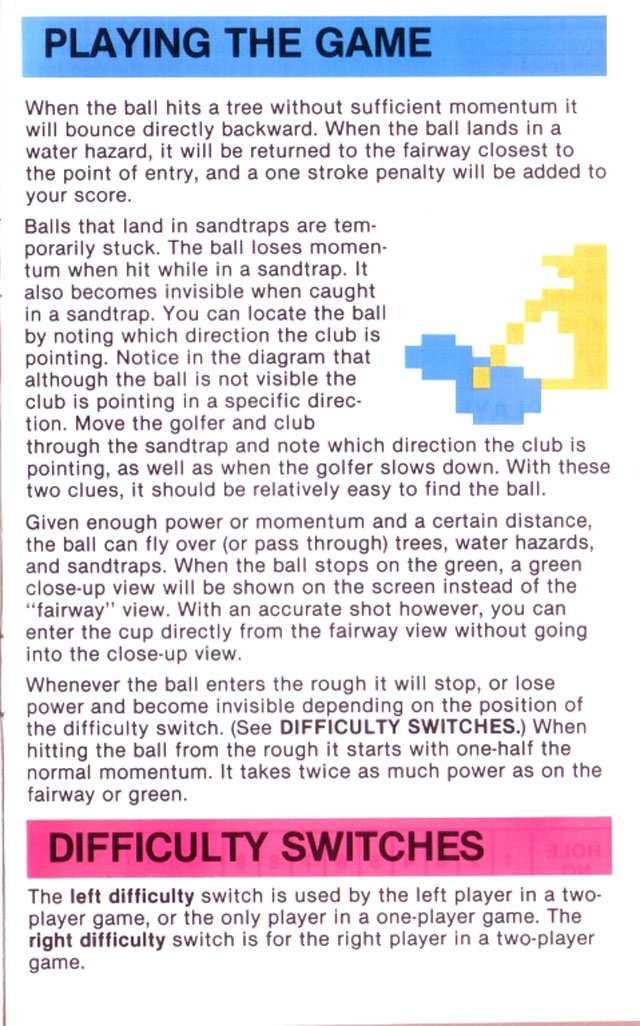 PLAYING THE GAME
When the ball hits a tree without sufficient momentum it
will bounce directly backward. When the ball lands in a
water hazard, it will be returned to the fairway closest to
the point of entry, and a one stroke penalty will be added to
your score.
Balls that land in sandtraps are tem-
porarily stuck. The ball loses momen-
tum when hit while in a sandtrap. It
also becomes invisible when caught
in a sandtrap. You can locate the ball
by noting which direction the club is
pointing. Notice in the diagram that
although the ball is not visible the
club is pointing in a specific direc-
tion. Move the golfer and club
through the sandtrap and note which direction the club is
pointing, as well as when the golfer slows down. With these
two clues, it should be relatively easy to find the ball.
Given enough power or momentum and a certain distance,
the ball can fly over (or pass through) trees, water hazards,
and sandtraps. When the ball stops on the green, a green
close-up view will be shown on the screen instead of the
"fairway" view. With an accurate shot however, you can
enter the cup directly from the fairway view without going
into the close-up view.
Whenever the ball enters the rough it will stop, or lose
power and become invisible depending on the position of
the difficulty switch. (See DIFFICULTY SWITCHES.) When
hitting the ball from the rough it starts with one-half the
normal momentum. It takes twice as much power as on the
fairway or green.
DIFFICULTY SWITCHES
The left difficulty switch is used by the left player in a two-
player game, or the only player in a one-player game. The
right difficulty switch is for the right player in a two-player
game.